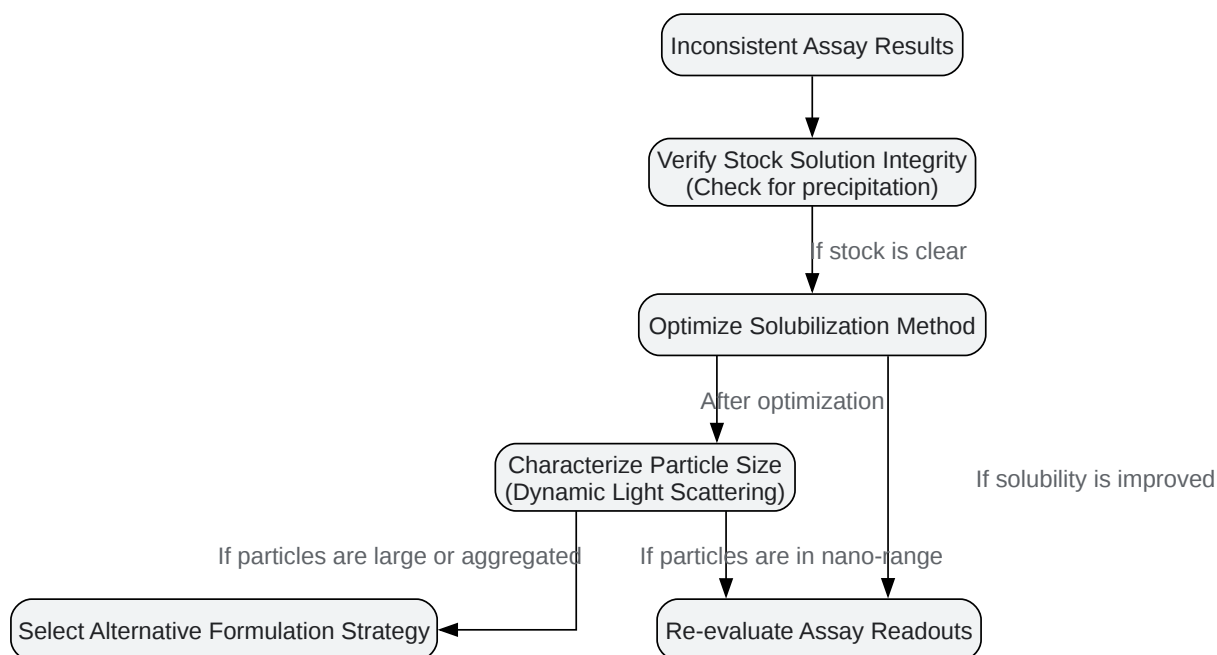 Inconsistent Assay Results
Verify Stock Solution Integrity
(Check for precipitation)
If stock is clear
Optimize Solubilization Method
After optimization
Characterize Particle Size
(Dynamic Light Scattering)
If solubility is improved
If particles are large or aggregated
If particles are in nano-range
Select Alternative Formulation Strategy
Re-evaluate Assay Readouts